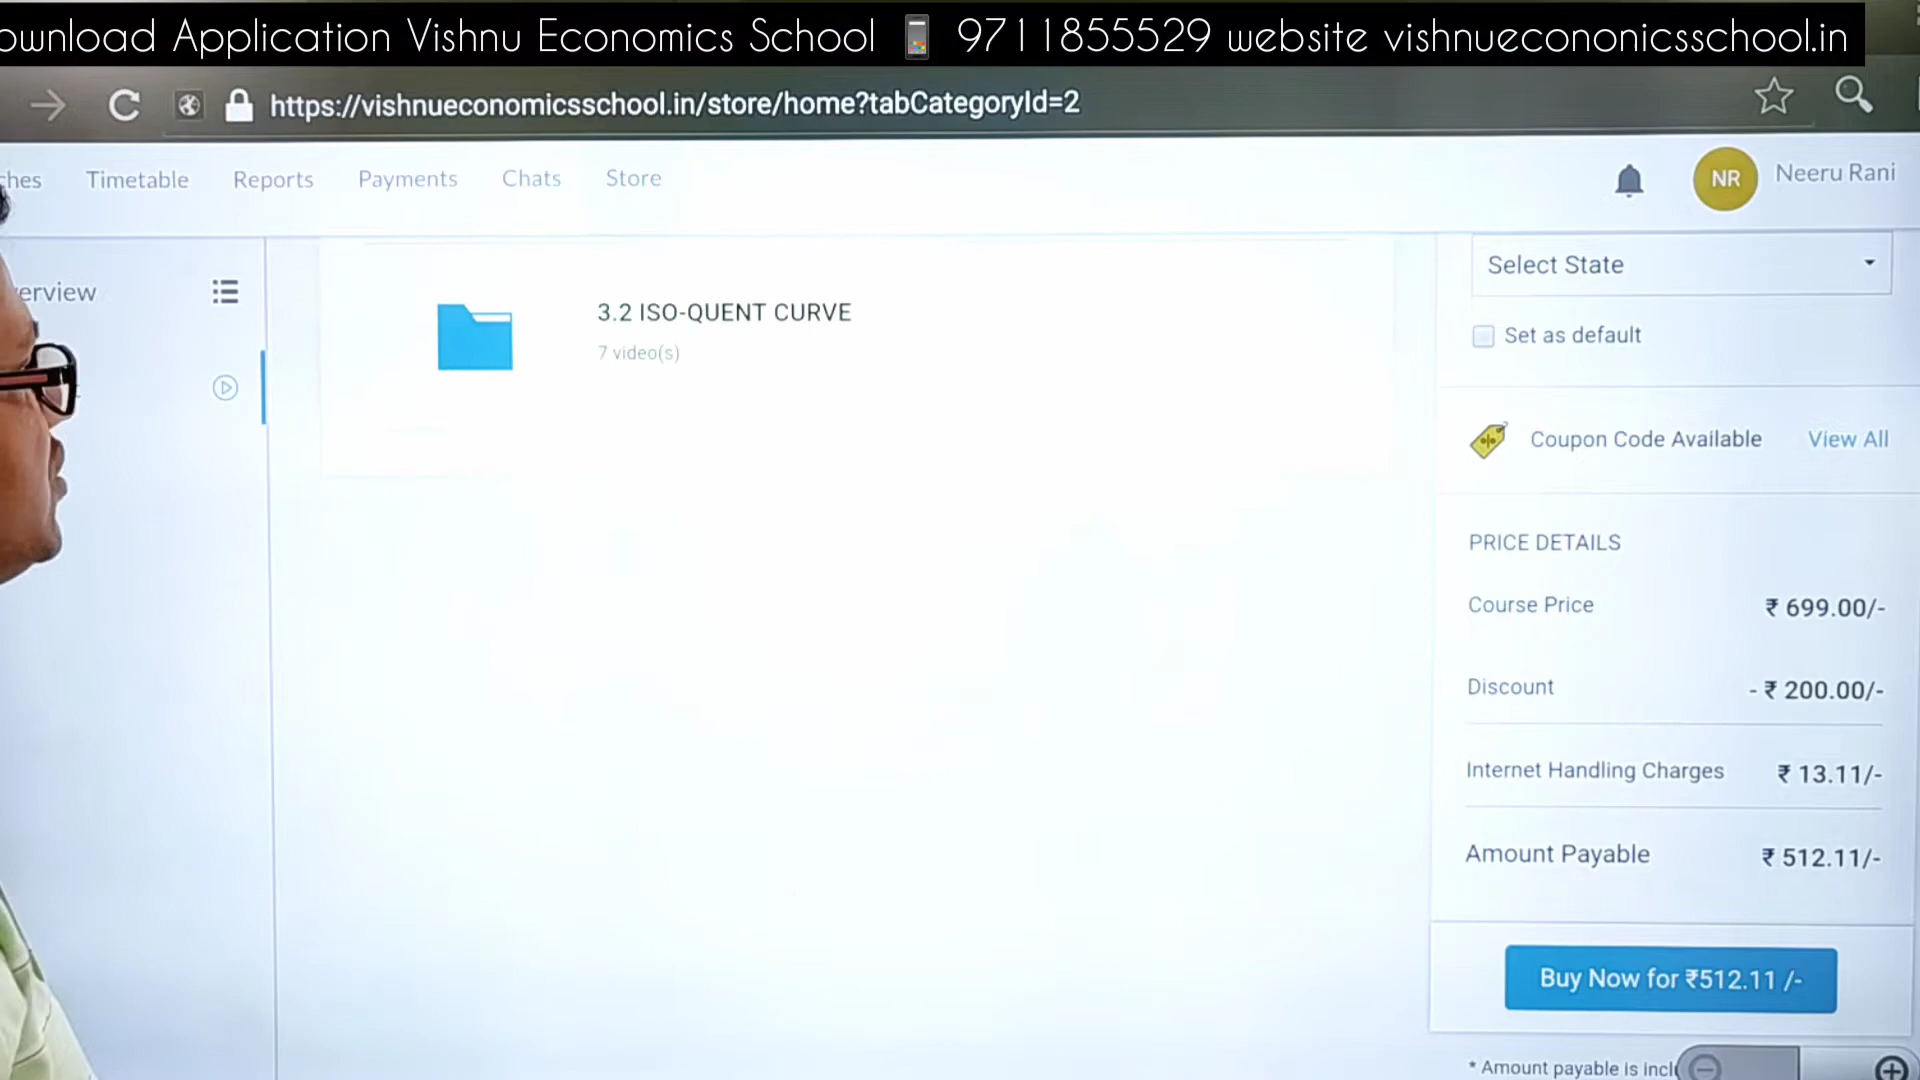 ownload Application Vishnu Economics School 9711855529 website vishnuecononicsschool.in
https://vishnueconomicsschool.in/store/home?tabCategoryId=2
ches Timetable Reports Payments Chats Store
NR Neeru Rani
erview
Select State
3.2 ISO-QUENT CURVE
7 video(s)
Set as default
Coupon Code Available View All
PRICE DETAILS
Course Price ₹ 699.00/-
Discount - ₹ 200.00/-
Internet Handling Charges ₹ 13.11/-
Amount Payable ₹ 512.11/-
Buy Now for ₹512.11 /-
* Amount payable is incl